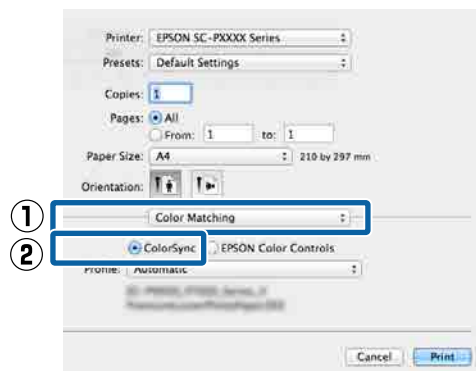 Printer: EPSON SC-PXXXX Series
Presets: Default Settings
Copies: 1
Pages: All
From: 1 to: 1
Paper Size: A4 210 by 297 mm
Orientation:
1 Color Matching
2 ColorSync EPSON Color Controls
Profile: Automatic
Cancel Print